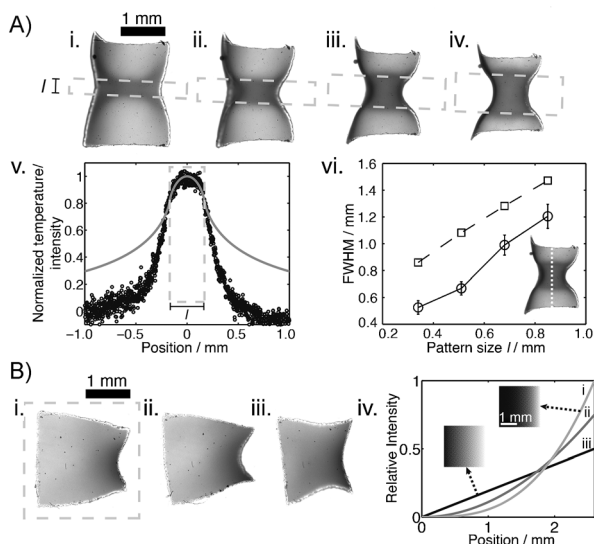 A)
1 mm
i.
ii.
iii.
iv.
l
v.
Normalized temperature/
intensity
1
0.8
0.6
0.4
0.2
0
-1.0
-0.5
0.0
0.5
1.0
l
Position / mm
vi.
FWHM / mm
1.6
1.4
1.2
1.0
0.8
0.6
0.4
0.2
0.4
0.6
0.8
1.0
Pattern size l / mm
B)
1 mm
i.
ii.
iii.
iv.
Relative Intensity
1
0.5
0
0
1
2
1 mm
i
ii
iii
Position / mm